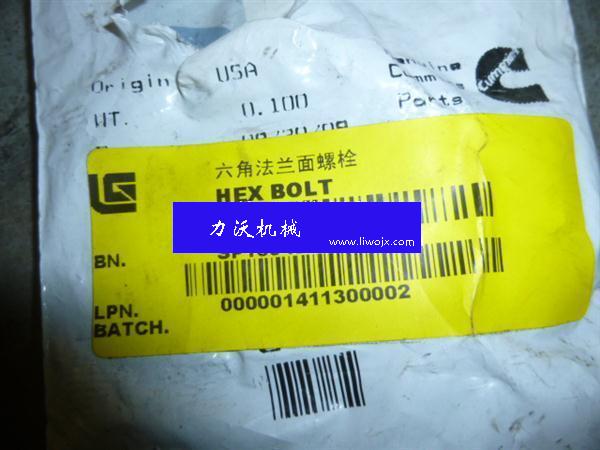 Origin USA
WT. 0.100
Genuine
Cummins
Parts
Cummins
六角法兰面螺栓
HEX BOLT
力沃机械
www.liwojx.com
BN.
LPN.
BATCH.
000001411300002